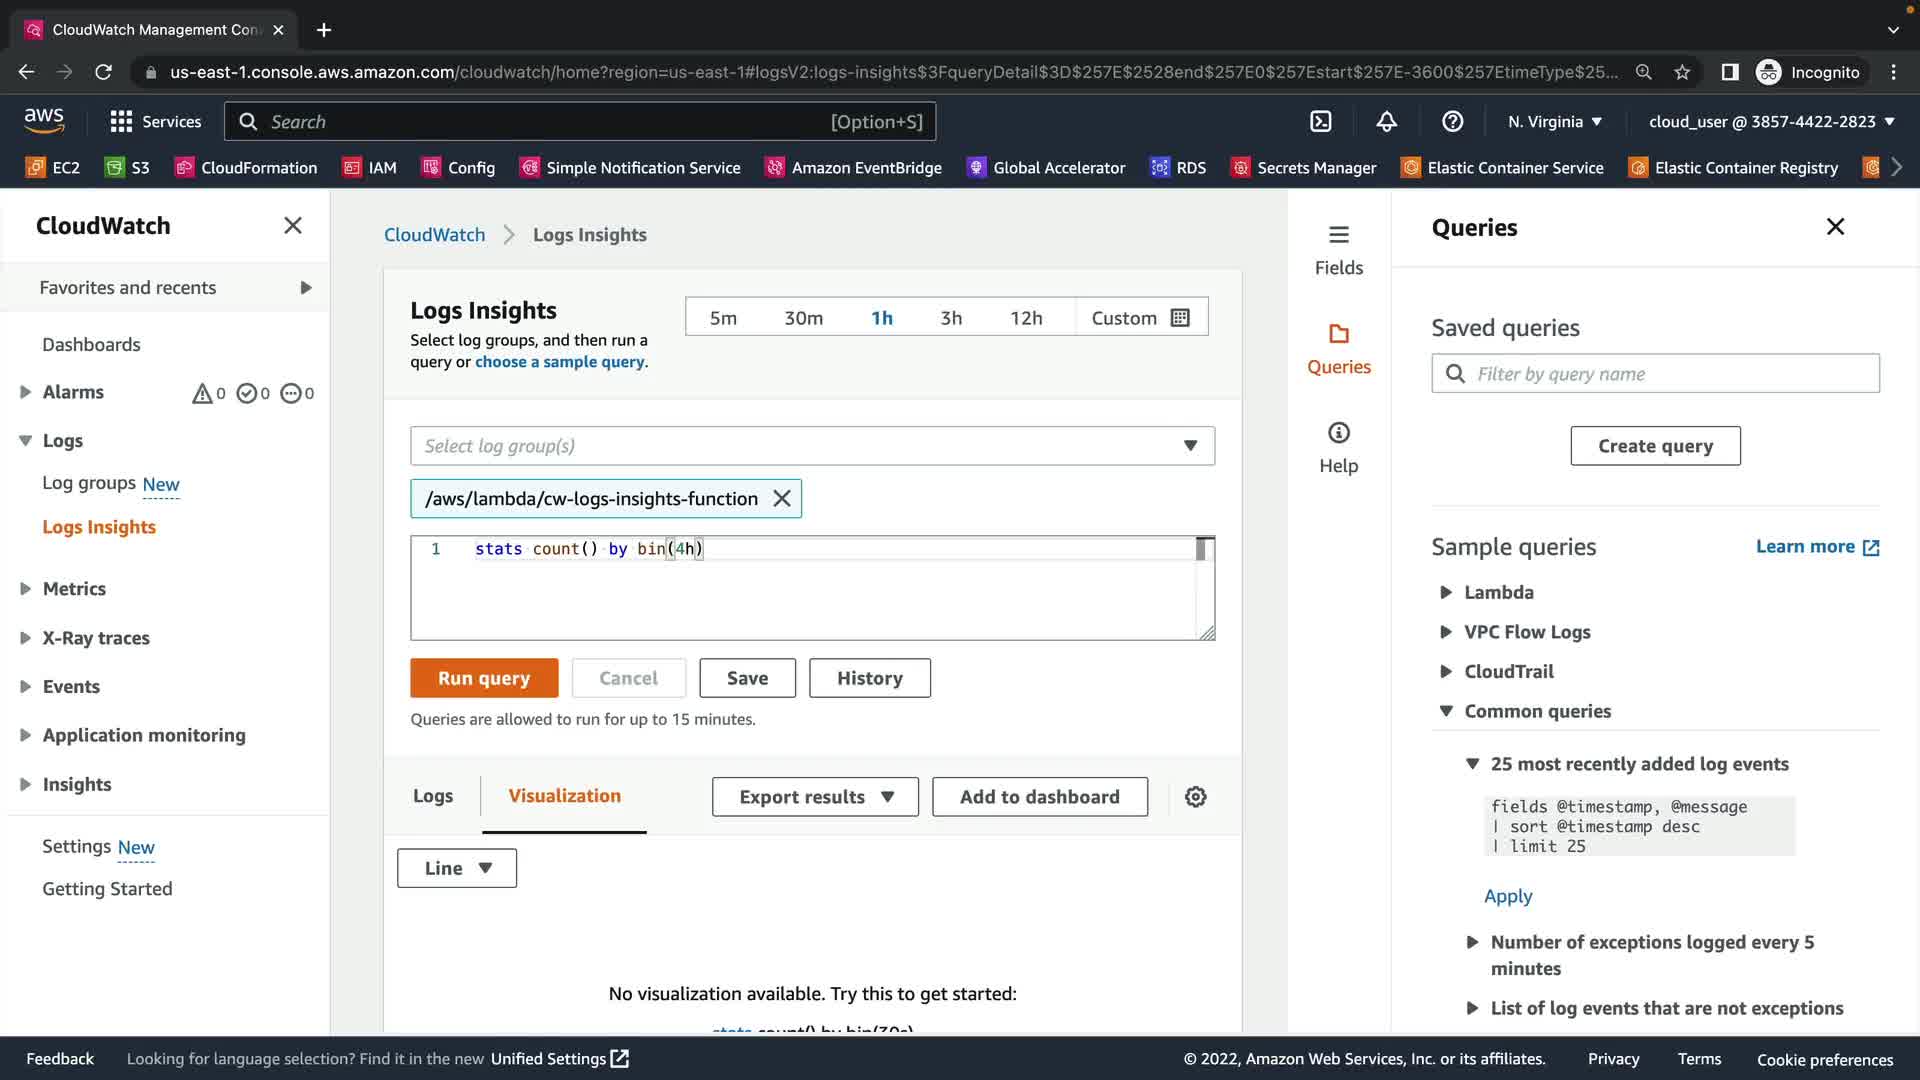 CloudWatch Management Con
us-east-1.console.aws.amazon.com/cloudwatch/home?region=us-east-1#logsV2:logs-insights$3FqueryDetail$3D$257E$2528end$257E0$257Estart$257E-3600$257EtimeType$25...
Incognito
aws
Services
Search
[Option+S]
N. Virginia
cloud_user @ 3857-4422-2823
EC2
S3
CloudFormation
IAM
Config
Simple Notification Service
Amazon EventBridge
Global Accelerator
RDS
Secrets Manager
Elastic Container Service
Elastic Container Registry
CloudWatch
Favorites and recents
Dashboards
Alarms 0 0 0
Logs
Log groups New
Logs Insights
Metrics
X-Ray traces
Events
Application monitoring
Insights
Settings New
Getting Started
CloudWatch
Logs Insights
Logs Insights
Select log groups, and then run a
query or choose a sample query.
5m 30m 1h 3h 12h Custom
Select log group(s)
/aws/lambda/cw-logs-insights-function
1 stats count() by bin(4h)
Run query
Cancel
Save
History
Queries are allowed to run for up to 15 minutes.
Logs
Visualization
Export results
Add to dashboard
Line
No visualization available. Try this to get started:
stats count() by bin(30s)
Fields
Queries
Help
Queries
Saved queries
Filter by query name
Create query
Sample queries
Learn more
Lambda
VPC Flow Logs
CloudTrail
Common queries
25 most recently added log events
fields @timestamp, @message
| sort @timestamp desc
| limit 25
Apply
Number of exceptions logged every 5
minutes
List of log events that are not exceptions
Feedback
Looking for language selection? Find it in the new Unified Settings
© 2022, Amazon Web Services, Inc. or its affiliates.
Privacy
Terms
Cookie preferences